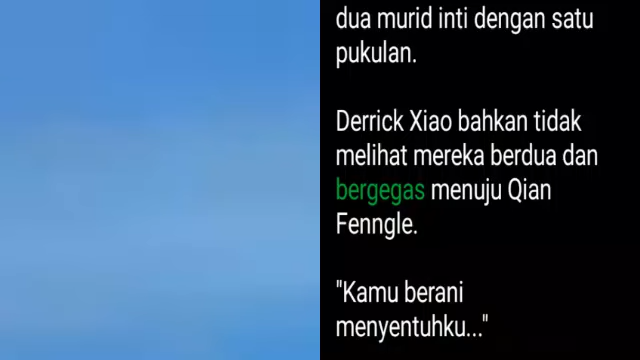 dua murid inti dengan satu
pukulan.
Derrick Xiao bahkan tidak
melihat mereka berdua dan
bergegas menuju Qian
Fenngle.
"Kamu berani
menyentuhku..."